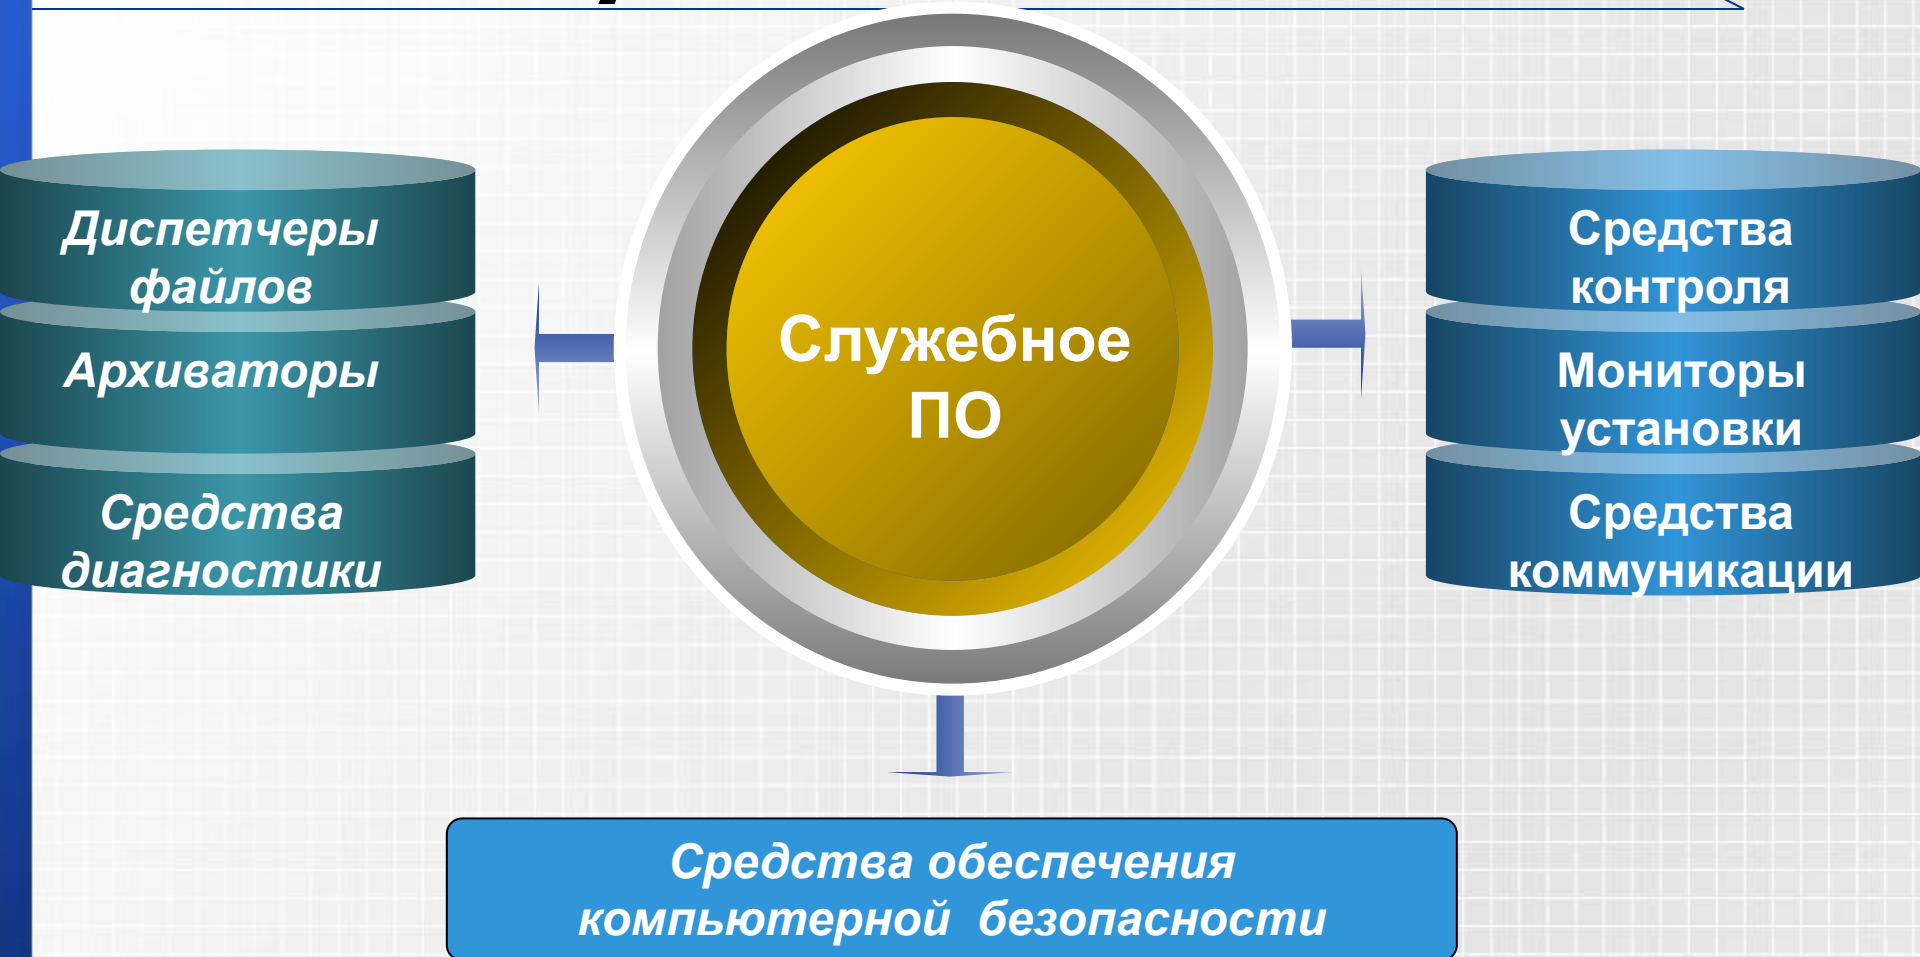 Диспетчеры
файлов
Архиваторы
Средства
диагностики
Служебное
ПО
Средства
контроля
Мониторы
установки
Средства
коммуникации
Средства обеспечения
компьютерной безопасности